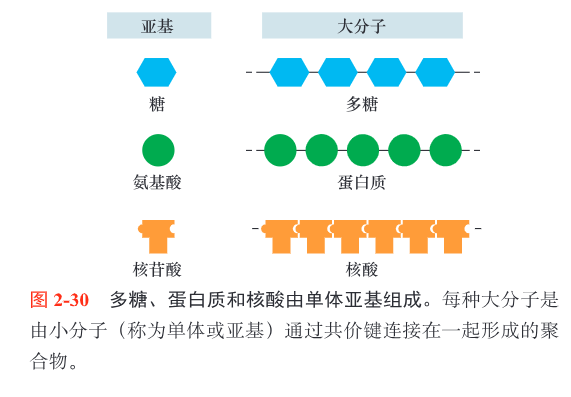 亚基
大分子
糖
多糖
氨基酸
蛋白质
核苷酸
核酸
图 2-30 多糖、蛋白质和核酸由单体亚基组成。每种大分子是
由小分子（称为单体或亚基）通过共价键连接在一起形成的聚
合物。